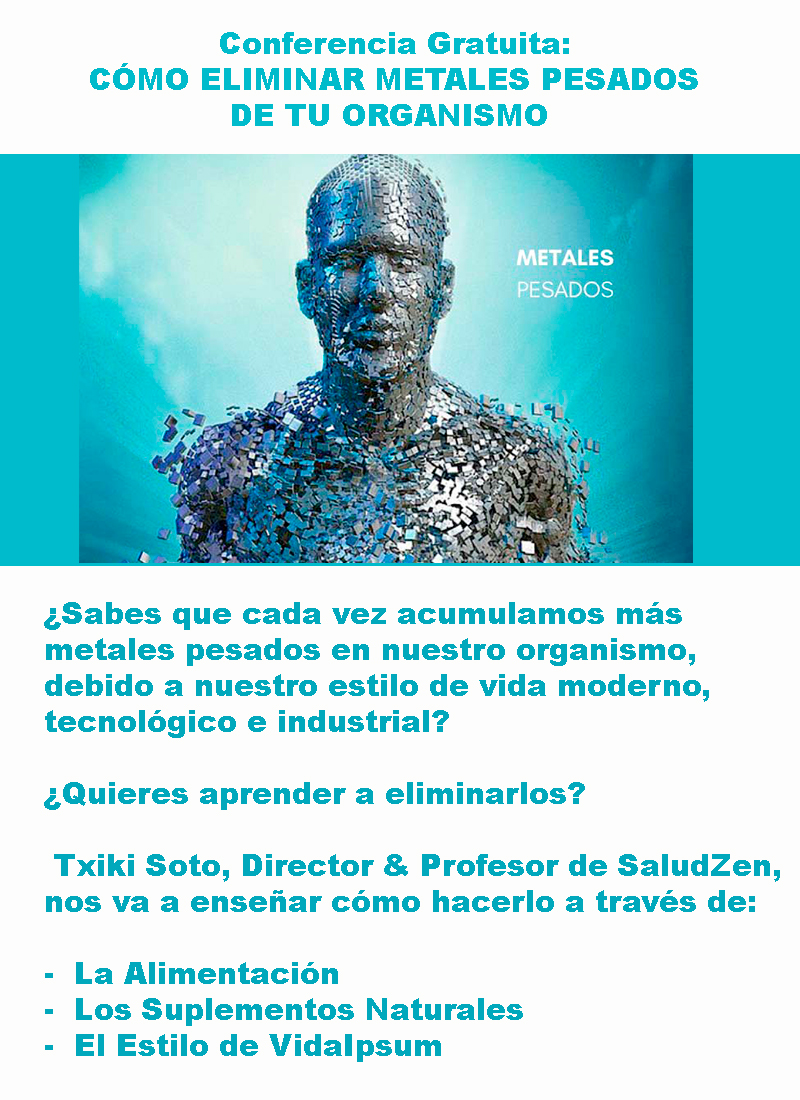 Conferencia Gratuita:
CÓMO ELIMINAR METALES PESADOS
DE TU ORGANISMO
METALES
PESADOS
¿Sabes que cada vez acumulamos más
metales pesados en nuestro organismo,
debido a nuestro estilo de vida moderno,
tecnológico e industrial?
¿Quieres aprender a eliminarlos?
Txiki Soto, Director & Profesor de SaludZen,
nos va a enseñar cómo hacerlo a través de:
- La Alimentación
- Los Suplementos Naturales
- El Estilo de VidaIpsum